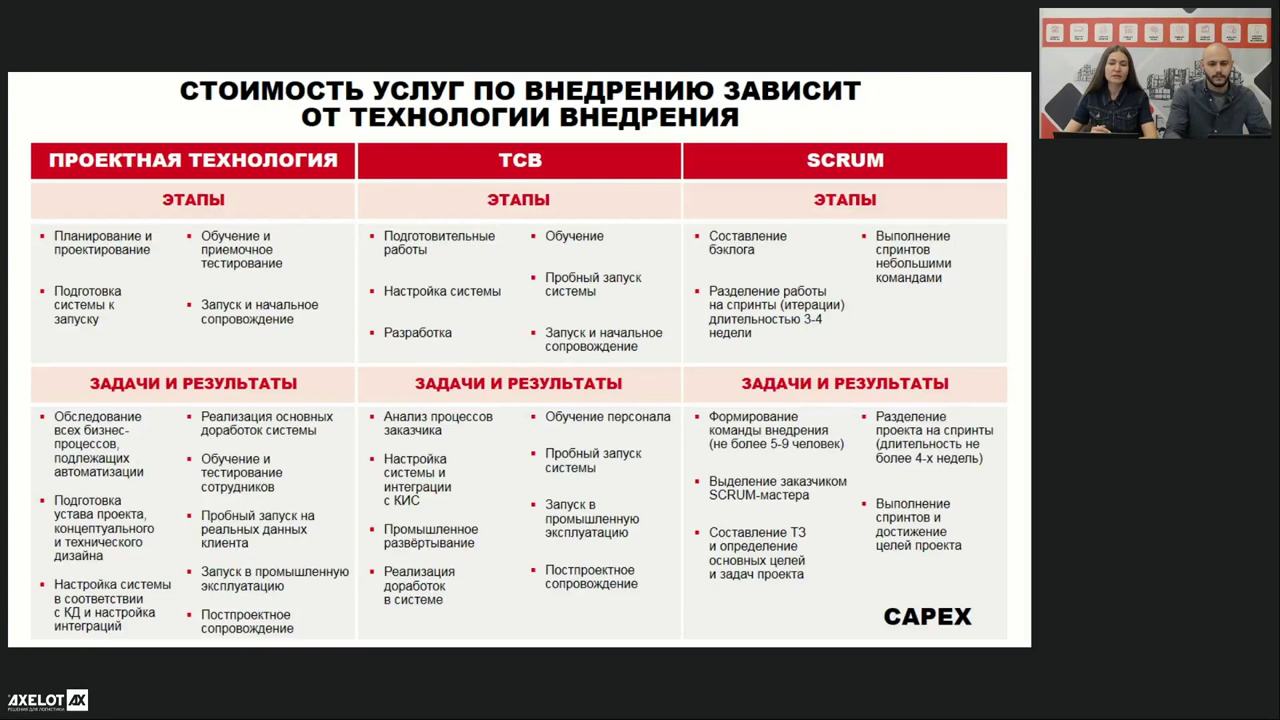 СТОИМОСТЬ УСЛУГ ПО ВНЕДРЕНИЮ ЗАВИСИТ
ОТ ТЕХНОЛОГИИ ВНЕДРЕНИЯ
ПРОЕКТНАЯ ТЕХНОЛОГИЯ
ЭТАПЫ
Планирование и
проектирование
Подготовка
системы к
запуску
Обучение и
приемочное
тестирование
Запуск и начальное
сопровождение
ЗАДАЧИ И РЕЗУЛЬТАТЫ
Обследование
всех бизнес-
процессов,
подлежащих
автоматизации
Подготовка
устава проекта,
концептуального
и технического
дизайна
Настройка системы
в соответствии
с КД и настройка
интеграций
Реализация основных
доработок системы
Обучение и
тестирование
сотрудников
Пробный запуск на
реальных данных
клиента
Запуск в промышленную
эксплуатацию
Постпроектное
сопровождение
ТСВ
ЭТАПЫ
Подготовительные
работы
Настройка системы
Разработка
Обучение
Пробный запуск
системы
Запуск и начальное
сопровождение
ЗАДАЧИ И РЕЗУЛЬТАТЫ
Анализ процессов
заказчика
Настройка
системы и
интеграции
с КИС
Промышленное
развёртывание
Реализация
доработок
в системе
Обучение персонала
Пробный запуск
системы
Запуск в
промышленную
эксплуатацию
Постпроектное
сопровождение
SCRUM
ЭТАПЫ
Составление
бэклога
Разделение работы
на спринты (итерации)
длительностью 3-4
недели
Выполнение
спринтов
небольшими
командами
ЗАДАЧИ И РЕЗУЛЬТАТЫ
Формирование
команды внедрения
(не более 5-9 человек)
Выделение заказчиком
SCRUM-мастера
Составление ТЗ
и определение
основных целей
и задач проекта
Разделение
проекта на спринты
(длительность не
более 4-х недель)
Выполнение
спринтов и
достижение
целей проекта
CAPEX
AXELOT AX
РЕШЕНИЯ ДЛЯ ЛОГИСТИКИ